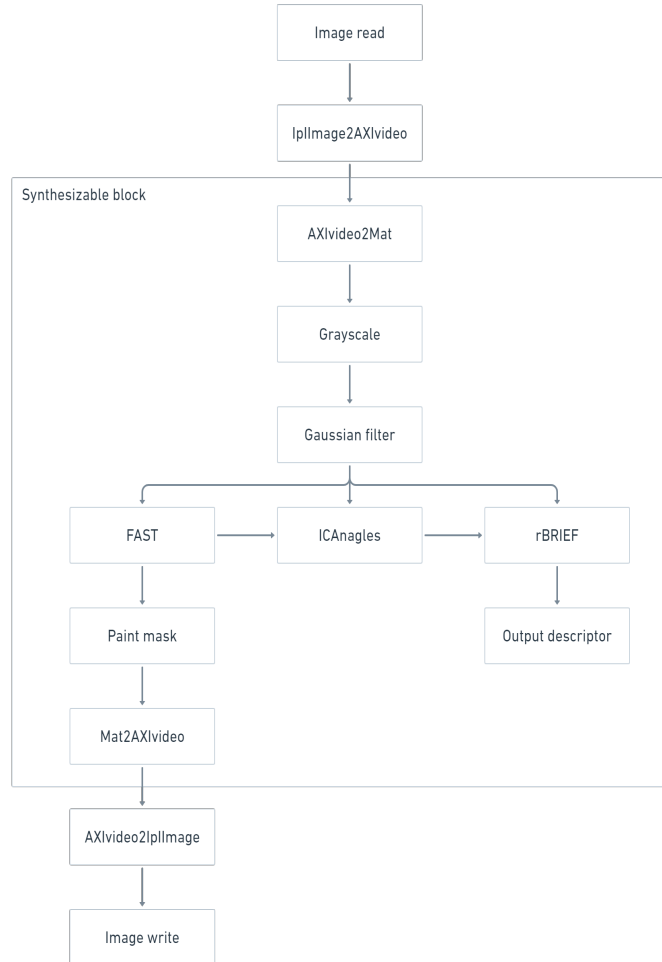 Image read
IplImage2AXIvideo
Synthesizable block
AXIvideo2Mat
Grayscale
Gaussian filter
FAST
ICAnagles
rBRIEF
Paint mask
Output descriptor
Mat2AXIvideo
AXIvideo2IplImage
Image write